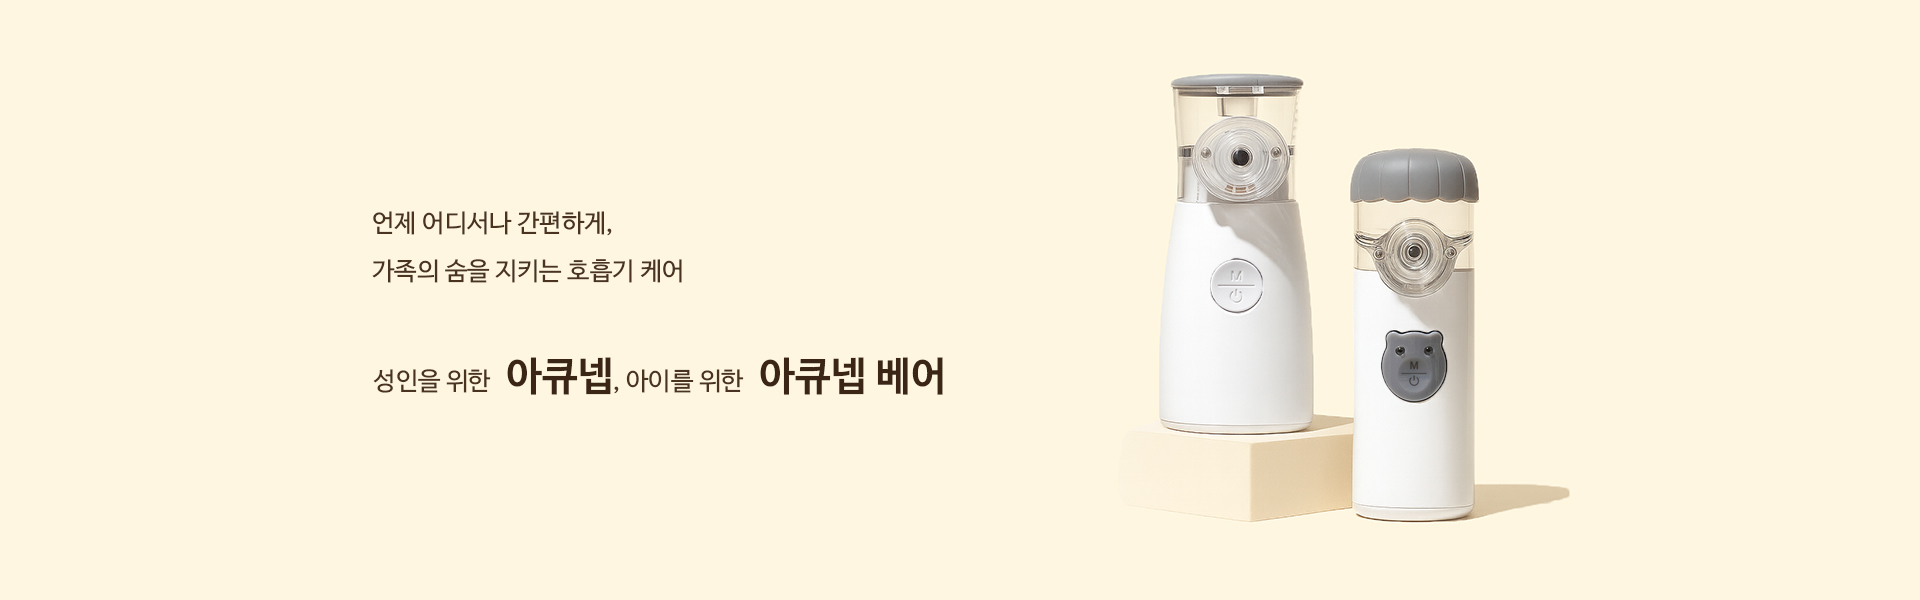 언제 어디서나 간편하게,
가족의 숨을 지키는 호흡기 케어
성인을 위한 아큐넵, 아이를 위한 아큐넵 베어
M
M